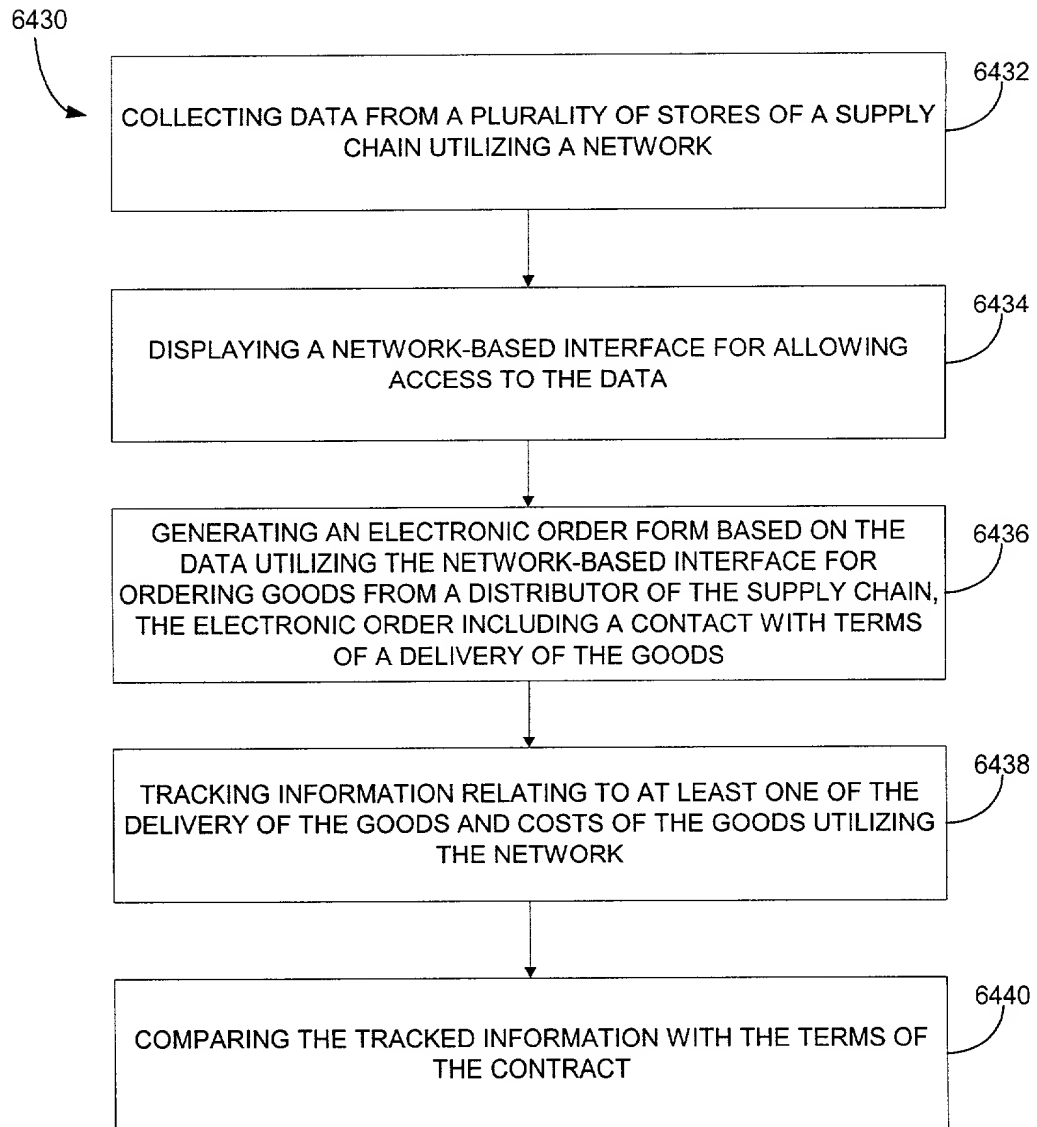 6430
6432
COLLECTING DATA FROM A PLURALITY OF STORES OF A SUPPLY
CHAIN UTILIZING A NETWORK
6434
DISPLAYING A NETWORK-BASED INTERFACE FOR ALLOWING
ACCESS TO THE DATA
6436
GENERATING AN ELECTRONIC ORDER FORM BASED ON THE
DATA UTILIZING THE NETWORK-BASED INTERFACE FOR
ORDERING GOODS FROM A DISTRIBUTOR OF THE SUPPLY CHAIN,
THE ELECTRONIC ORDER INCLUDING A CONTACT WITH TERMS
OF A DELIVERY OF THE GOODS
6438
TRACKING INFORMATION RELATING TO AT LEAST ONE OF THE
DELIVERY OF THE GOODS AND COSTS OF THE GOODS UTILIZING
THE NETWORK
6440
COMPARING THE TRACKED INFORMATION WITH THE TERMS OF
THE CONTRACT